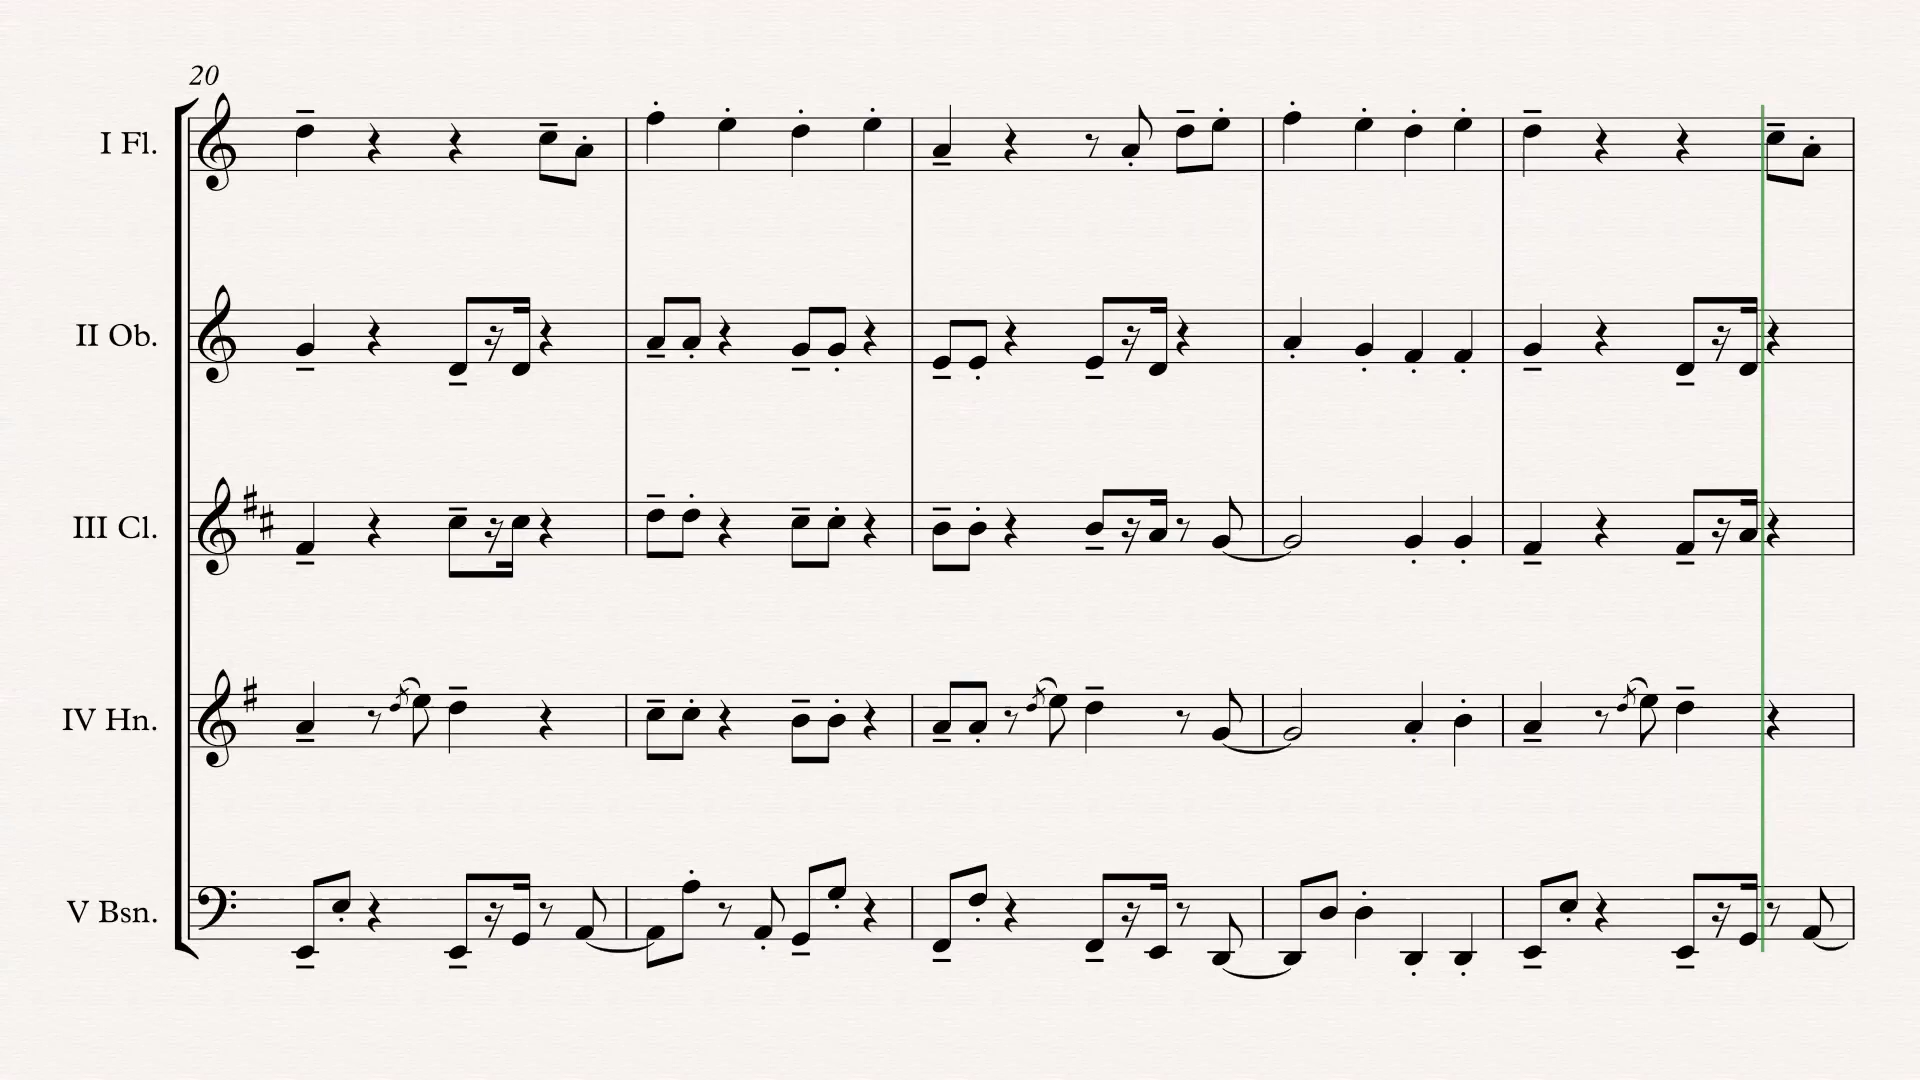 20
I Fl.
II Ob.
III Cl.
IV Hn.
V Bsn.